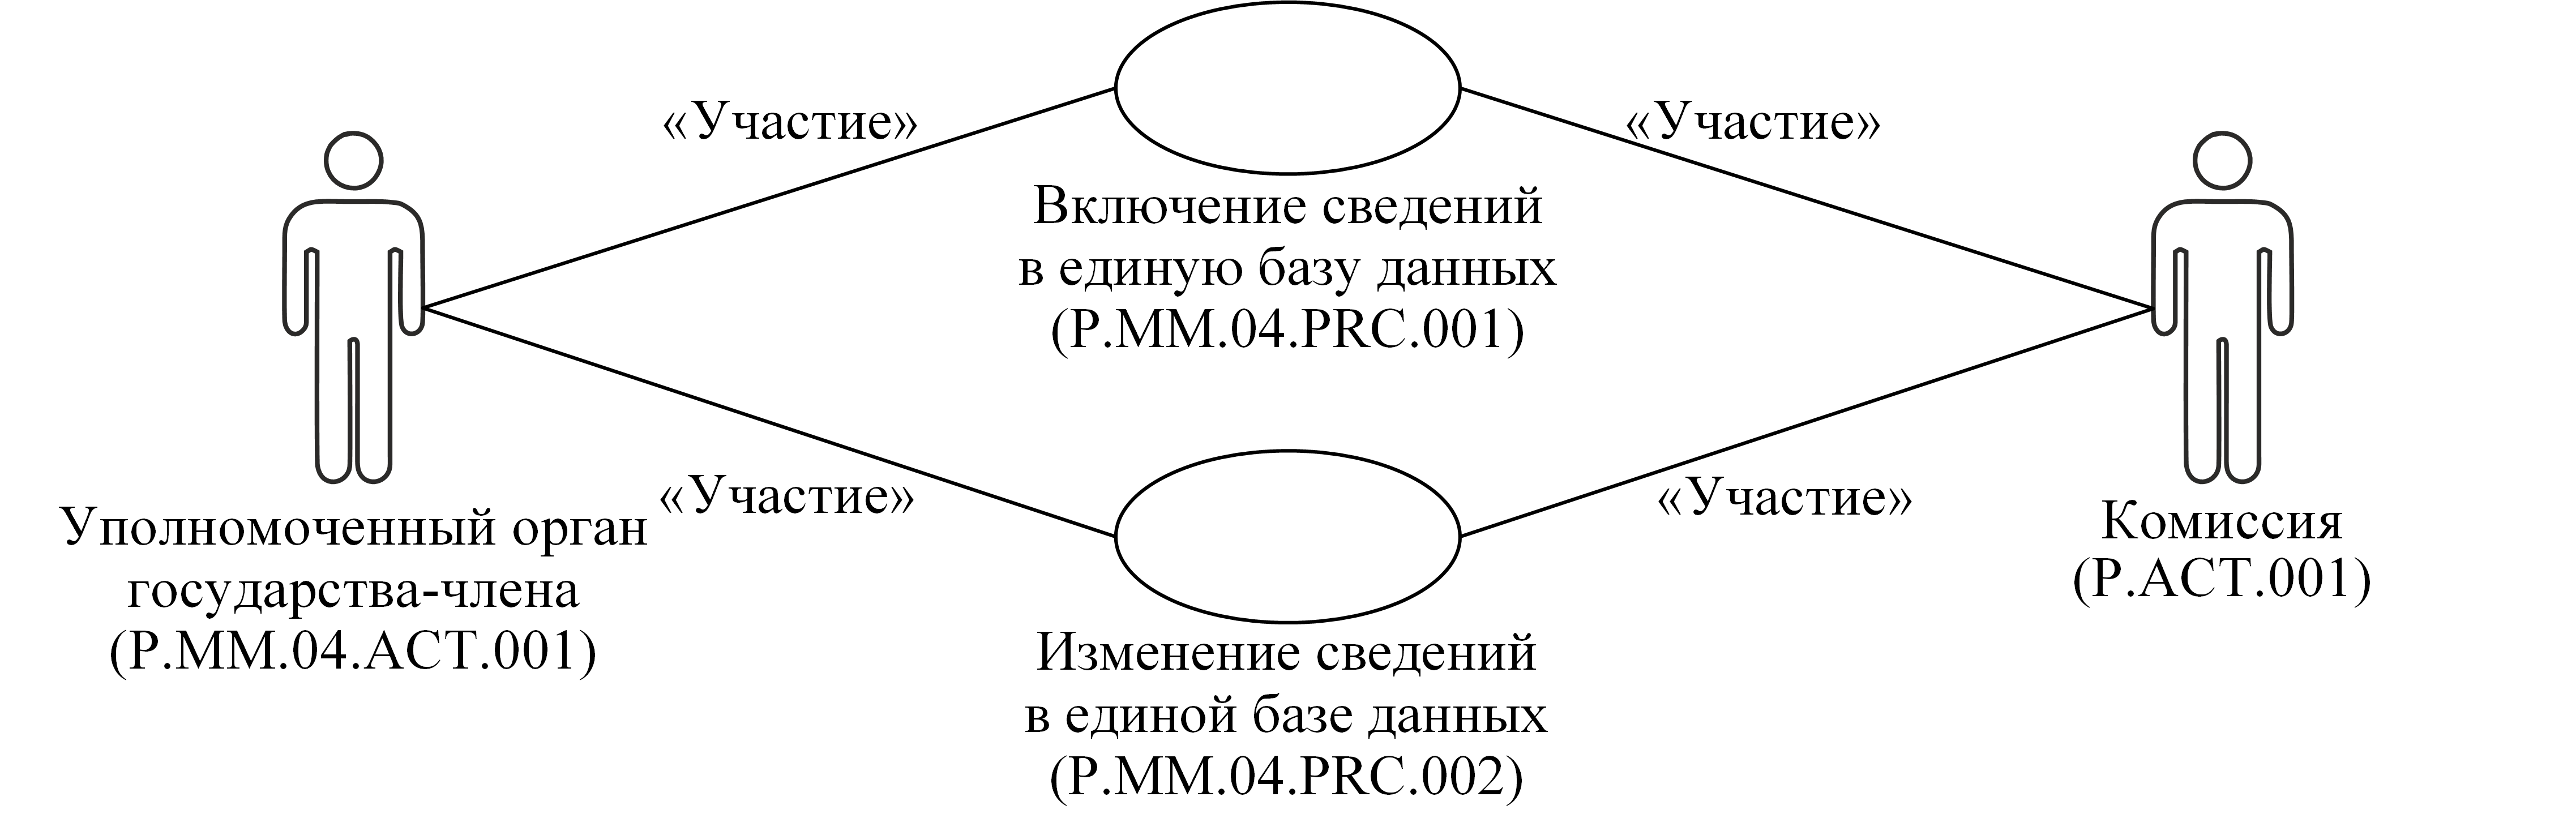 «Участие»
«Участие»
Включение сведений
в единую базу данных
(P.MM.04.PRC.001)
«Участие»
«Участие»
Уполномоченный орган
государства-члена
(P.MM.04.ACT.001)
Комиссия
(P.ACT.001)
Изменение сведений
в единой базе данных
(P.MM.04.PRC.002)